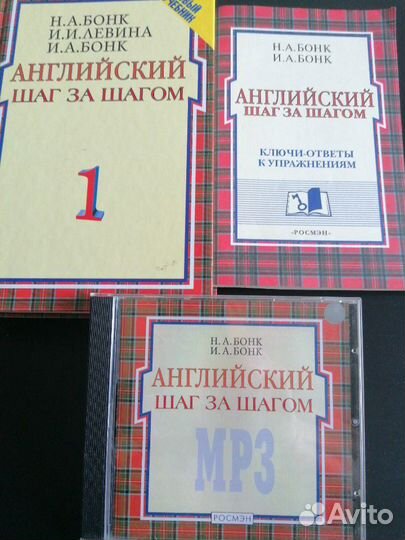 Н.А.БОНК
И.И.ЛЕВИНА
И.А.БОНК
АНГЛИЙСКИЙ
ШАГ ЗА ШАГОМ
1
Н.А.БОНК
И.А.БОНК
АНГЛИЙСКИЙ
ШАГ ЗА ШАГОМ
КЛЮЧИ-ОТВЕТЫ
К УПРАЖНЕНИЯМ
«РОСМЭН»
Н.А.БОНК
И.А.БОНК
АНГЛИЙСКИЙ
ШАГ ЗА ШАГОМ
MP3
РОСМЭН
Avito